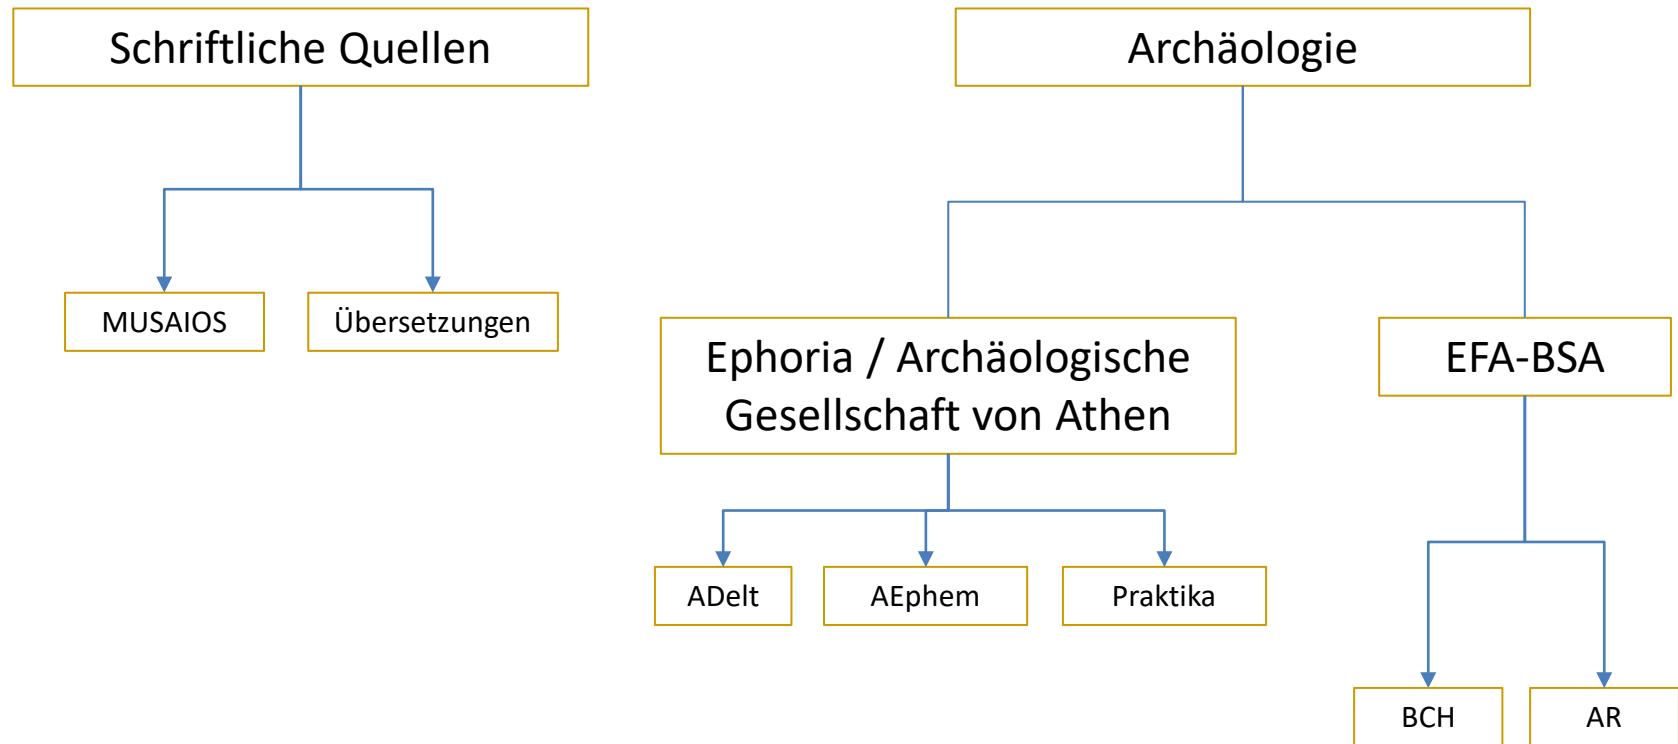 Schriftliche Quellen
Archäologie
MUSAIOS
Übersetzungen
Ephoria / Archäologische
Gesellschaft von Athen
EFA-BSA
ADelt
AEphem
Praktika
BCH
AR